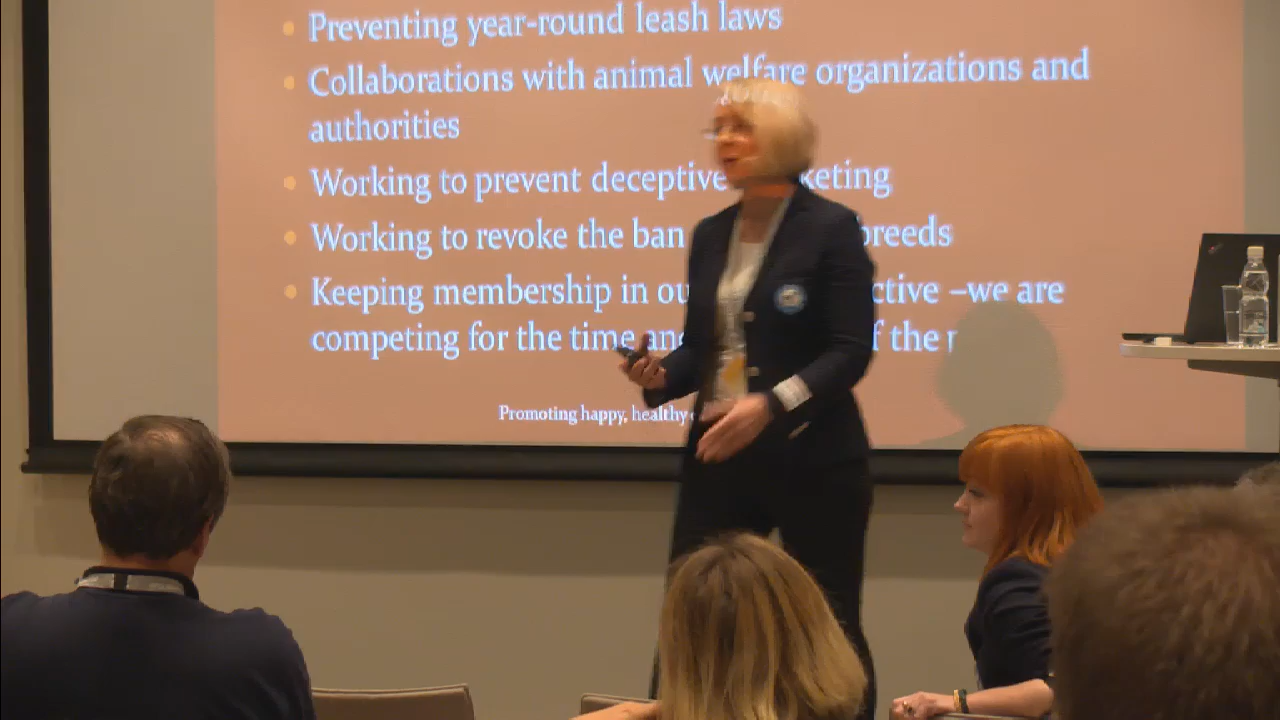 Preventing year-round leash laws
Collaborations with animal welfare organizations and
authorities
Working to prevent deceptive keting
Working to revoke the ban breeds
Keeping membership in ou ctive –we are
competing for the time an f the
Promoting happy, healthy